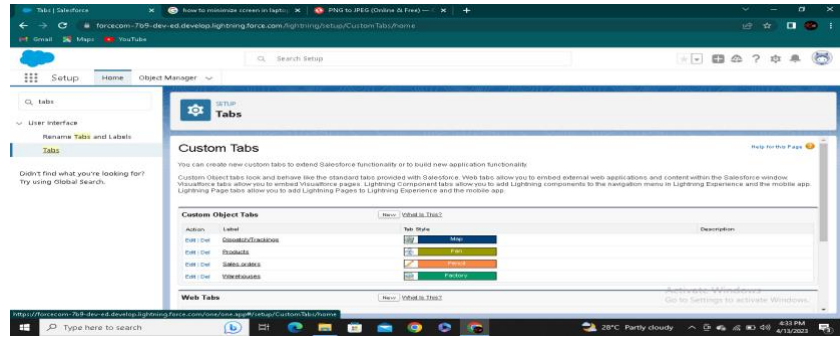 Tabs | Salesforce
how to minimize screen in laptop
PNG to JPEG (Online & Free) —
forcecom-7b9-dev-ed.develop.lightning.force.com/lightning/setup/CustomTabs/home
Gmail Maps YouTube
Search Setup
Setup Home Object Manager
tabs
User Interface
Rename Tabs and Labels
Tabs
Didn't find what you're looking for?
Try using Global Search.
SETUP
Tabs
Custom Tabs
Help for this Page
You can create new custom tabs to extend Salesforce functionality or to build new application functionality.
Custom Object tabs look and behave like the standard tabs provided with Salesforce. Web tabs allow you to embed external web applications and content within the Salesforce window.
Visualforce tabs allow you to embed Visualforce pages. Lightning Component tabs allow you to add Lightning components to the navigation menu in Lightning Experience and the mobile app.
Lightning Page tabs allow you to add Lightning Pages to Lightning Experience and the mobile app.
Custom Object Tabs New What Is This?
Action Label Tab Style Description
Edit | Del Dispatch/Trackings Map
Edit | Del Products Fan
Edit | Del Sales orders Pencil
Edit | Del Warehouses Factory
Web Tabs New What Is This?
Activate Windows
Go to Settings to activate Windows.
https://forcecom-7b9-dev-ed.develop.lightning.force.com/one/one.app#/setup/CustomTabs/home
Type here to search
28°C Partly cloudy
4:33 PM
4/13/2023